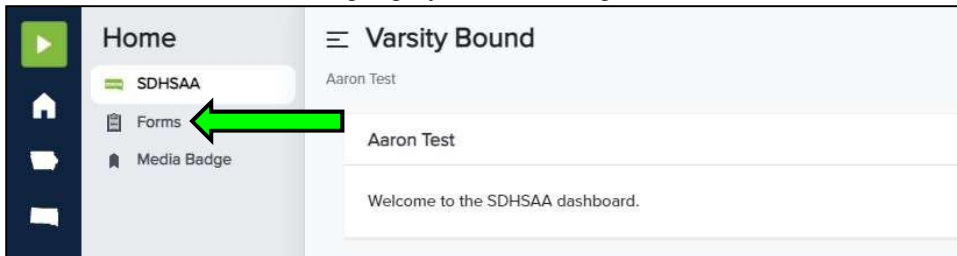 Home
SDHSAA
Forms
Media Badge
Varsity Bound
Aaron Test
Aaron Test
Welcome to the SDHSAA dashboard.